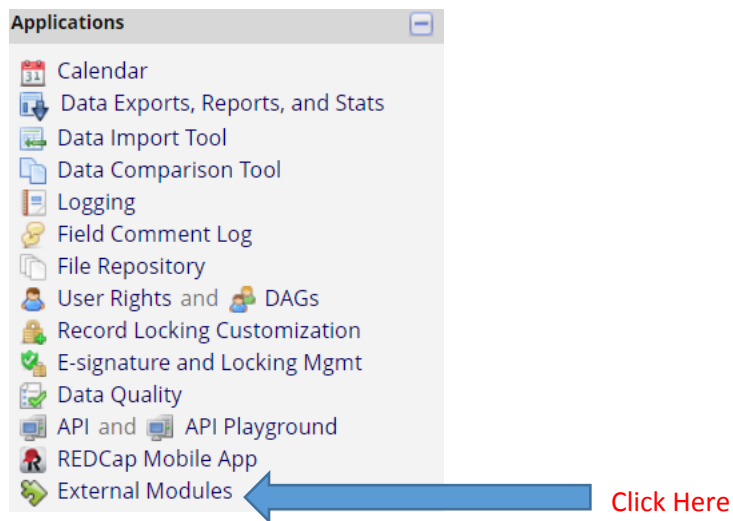 Applications
Calendar
Data Exports, Reports, and Stats
Data Import Tool
Data Comparison Tool
Logging
Field Comment Log
File Repository
User Rights and DAGs
Record Locking Customization
E-signature and Locking Mgmt
Data Quality
API and API Playground
REDCap Mobile App
External Modules
Click Here